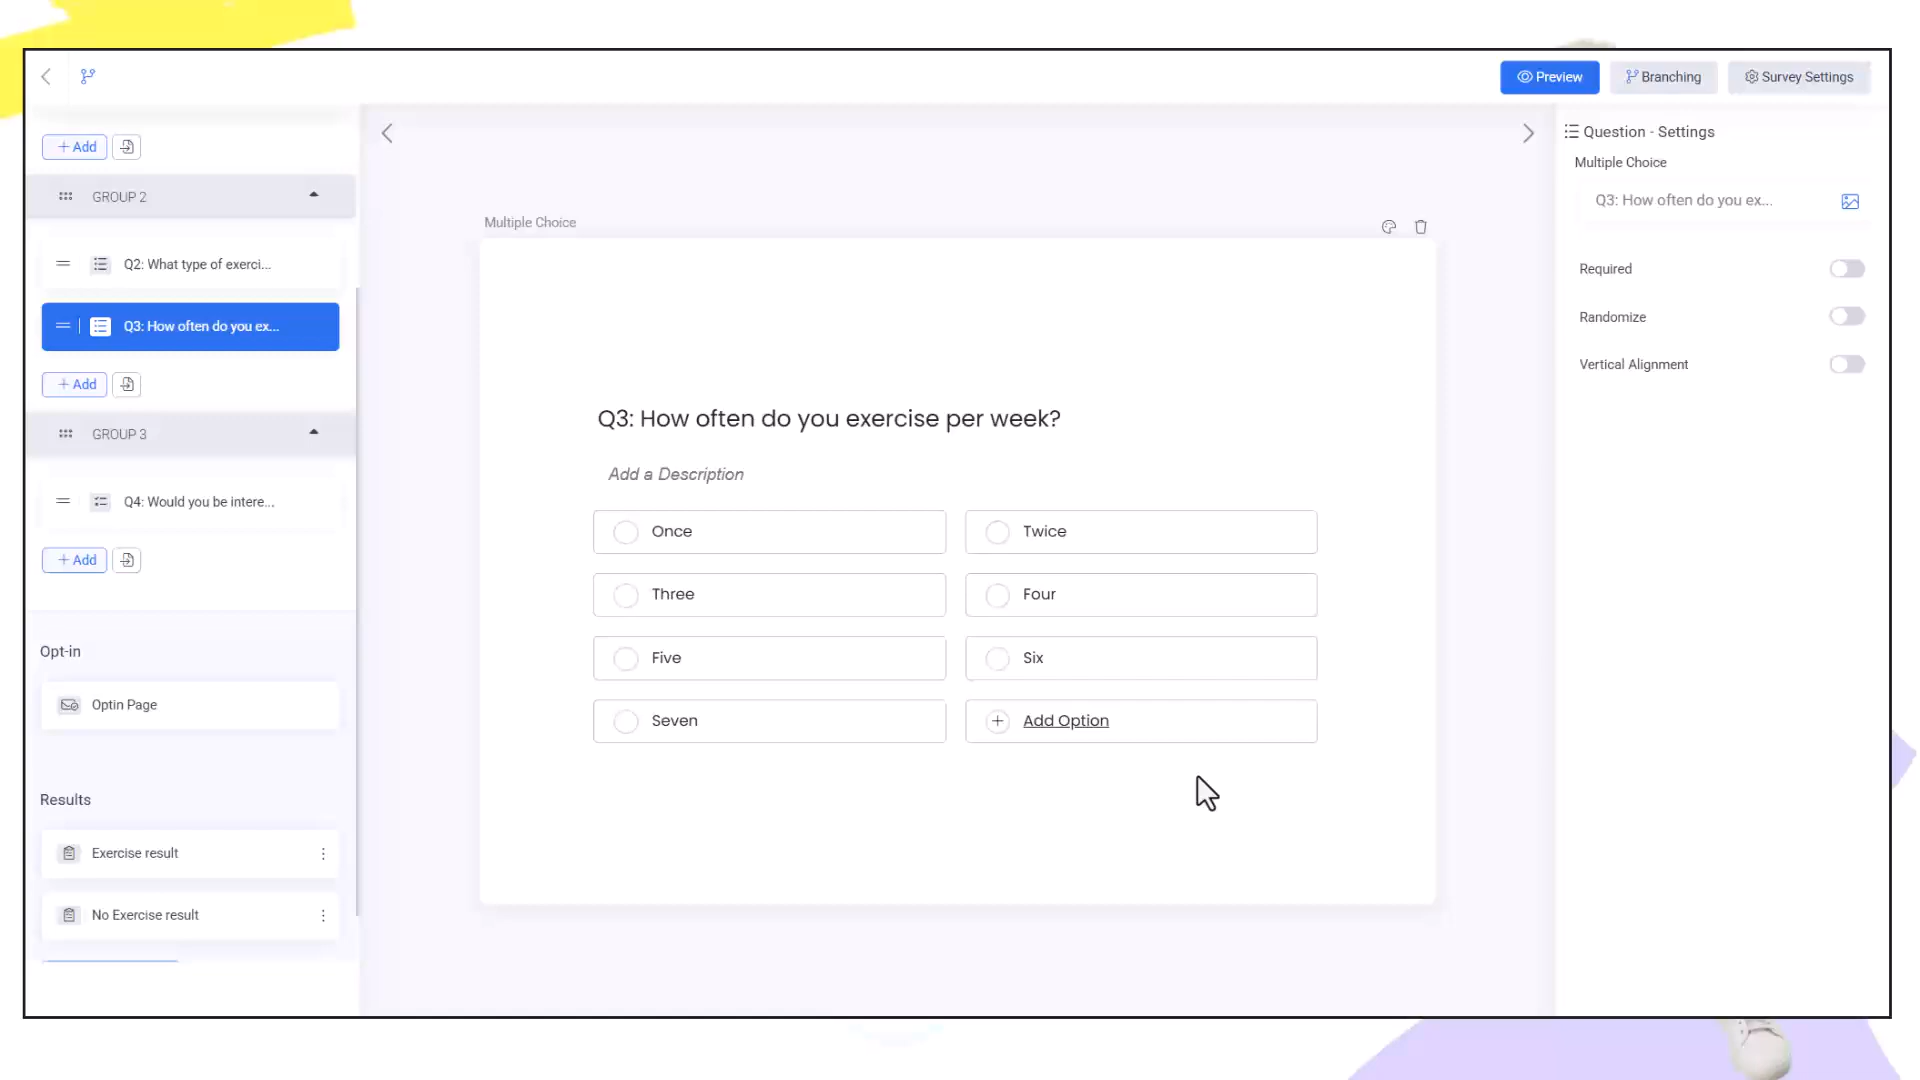 Preview
Branching
Survey Settings
+ Add
GROUP 2
Q2: What type of exerci...
Q3: How often do you ex...
+ Add
GROUP 3
Q4: Would you be intere...
+ Add
Opt-in
Optin Page
Results
Exercise result
No Exercise result
Multiple Choice
Q3: How often do you exercise per week?
Add a Description
Once
Twice
Three
Four
Five
Six
Seven
+ Add Option
Question - Settings
Multiple Choice
Q3: How often do you ex...
Required
Randomize
Vertical Alignment